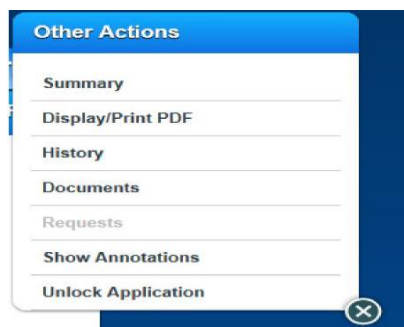 Other Actions
Summary
Display/Print PDF
History
Documents
Requests
Show Annotations
Unlock Application